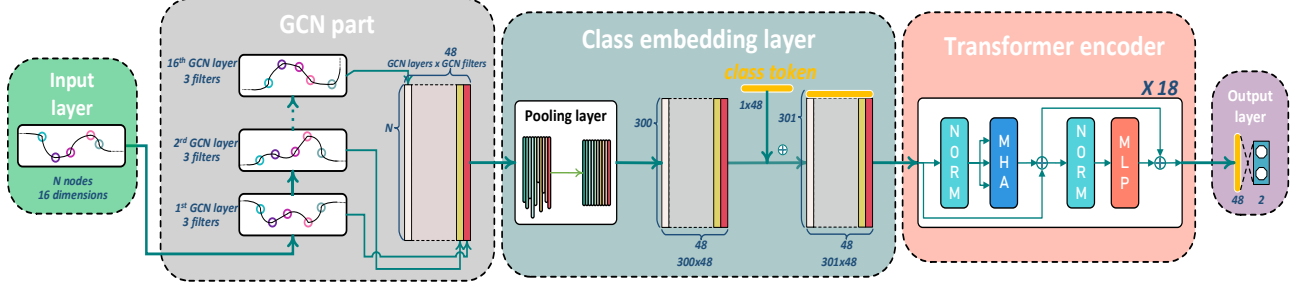 Input
layer
N nodes
16 dimensions
GCN part
16th GCN layer
3 filters
2rd GCN layer
3 filters
1st GCN layer
3 filters
48
GCN layers x GCN filters
N
Class embedding layer
Pooling layer
class token
1x48
300
48
300x48
⊕
301
48
301x48
Transformer encoder
X 18
NORM
MHA
NORM
MLP
Output
layer
48 2